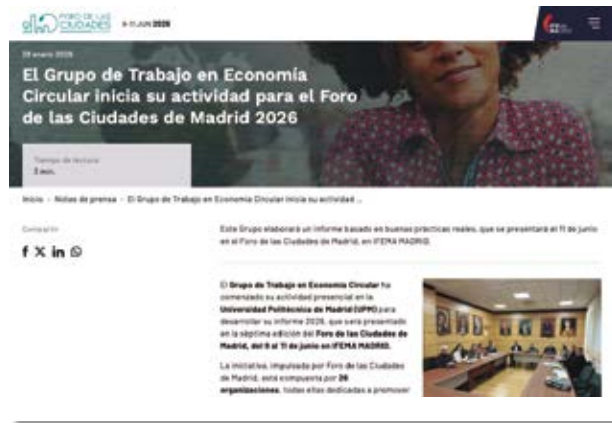 FORO DE LAS
CIUDADES
9-11 JUN 2026
IFEMA
MADRID
El Grupo de Trabajo en Economía
Circular inicia su actividad para el Foro
de las Ciudades de Madrid 2026
Tiempo de lectura
3 min.
Inicio - Notas de prensa - El Grupo de Trabajo en Economía Circular inicia su actividad ...
Compartir
Este Grupo elaborará un informe basado en buenas prácticas reales, que se presentará el 11 de junio
en el Foro de las Ciudades de Madrid, en IFEMA MADRID.
El Grupo de Trabajo en Economía Circular ha
comenzado su actividad presencial en la
Universidad Politécnica de Madrid (UPM) para
desarrollar su informe 2026, que será presentado
en la séptima edición del Foro de las Ciudades de
Madrid, del 9 al 11 de junio en IFEMA MADRID.
La iniciativa, impulsada por Foro de las Ciudades
de Madrid, está compuesta por 26
organizaciones, todas ellas dedicadas a promover